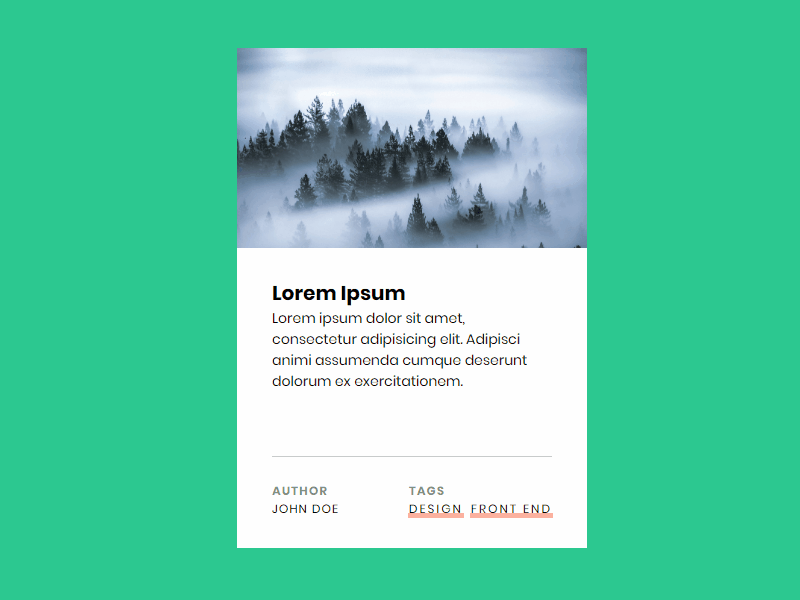 Lorem Ipsum
Lorem ipsum dolor sit amet,
consectetur adipisicing elit. Adipisci
animi assumenda cumque deserunt
dolorum ex exercitationem.
AUTHOR
JOHN DOE
TAGS
DESIGN FRONT END